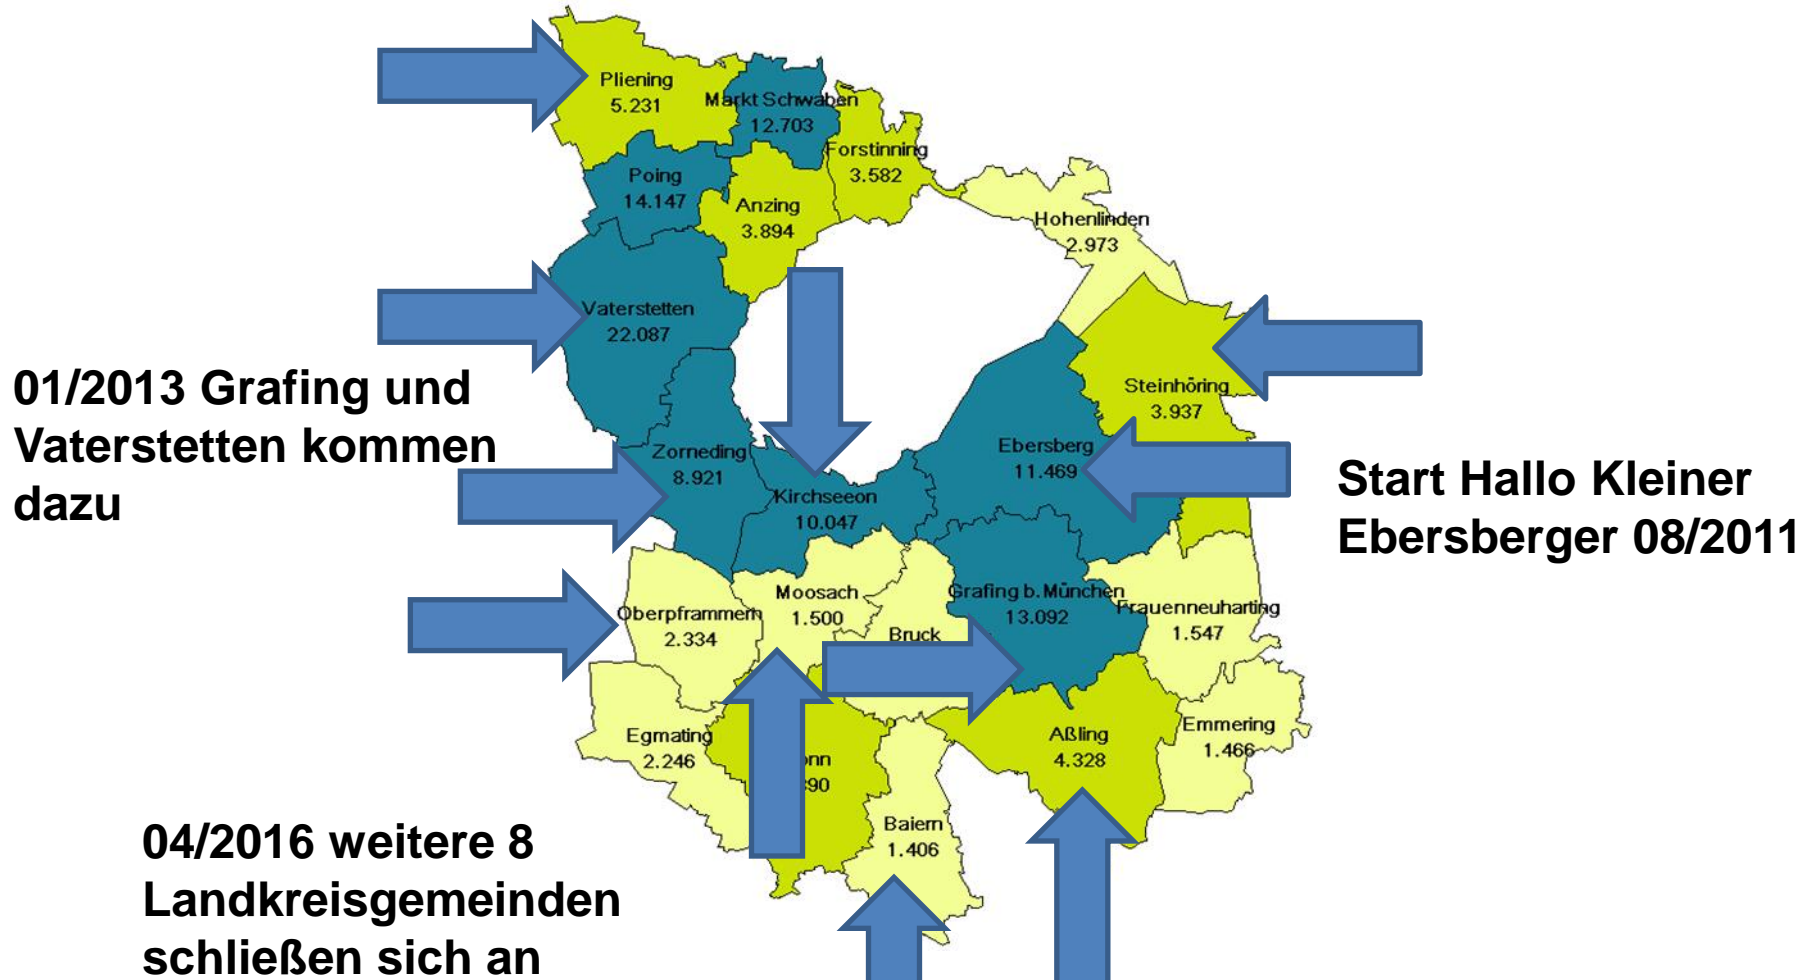 Pliening
5.231
Markt Schwaben
12.703
Forstinning
3.582
Poing
14.147
Anzing
3.894
Hohenlinden
2.973
Vaterstetten
22.087
01/2013 Grafing und
Vaterstetten kommen
dazu
Steinhöring
3.937
Zorneding
8.921
Kirchseeon
10.047
Ebersberg
11.469
Start Hallo Kleiner
Ebersberger 08/2011
Oberpframmern
2.334
Moosach
1.500
Bruck
Grafing b. München
13.092
Frauenneuharting
1.547
Egmating
2.246
onn
90
Aßling
4.328
Emmering
1.466
Baiern
1.406
04/2016 weitere 8
Landkreisgemeinden
schließen sich an